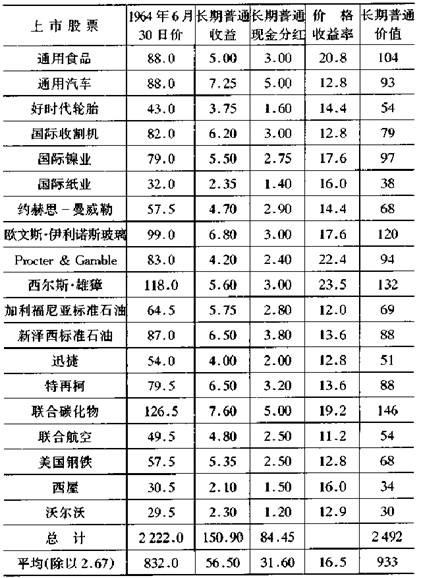 上市股票 1964年6月30日价 长期普通收益 长期普通现金分红 价格收益率 长期普通价值
通用食品 88.0 5.00 3.00 20.8 104
通用汽车 88.0 7.25 5.00 12.8 93
好时代轮胎 43.0 3.75 1.60 14.4 54
国际收割机 82.0 6.20 3.00 12.8 79
国际镍业 79.0 5.50 2.75 17.6 97
国际纸业 32.0 2.35 1.40 16.0 38
约赫思-曼威勒 57.5 4.70 2.90 14.4 68
欧文斯·伊利诺斯玻璃 99.0 6.80 3.00 17.6 120
Procter & Gamble 83.0 4.20 2.40 22.4 94
西尔斯·雄獐 118.0 5.60 3.00 23.5 132
加利福尼亚标准石油 64.5 5.75 2.80 12.0 69
新泽西标准石油 87.0 6.50 3.80 13.6 88
迅捷 54.0 4.00 2.00 12.8 51
特再柯 79.5 6.50 3.20 13.6 88
联合碳化物 126.5 7.60 5.00 19.2 146
联合航空 49.5 4.80 2.50 11.2 54
美国钢铁 57.5 5.35 2.50 12.8 68
西屋 30.5 2.10 1.50 16.0 34
沃尔沃 29.5 2.30 1.20 12.9 30
总计 2 222.0 150.90 84.45 2 492
平均(除以2.67) 832.0 56.50 31.60 16.5 933